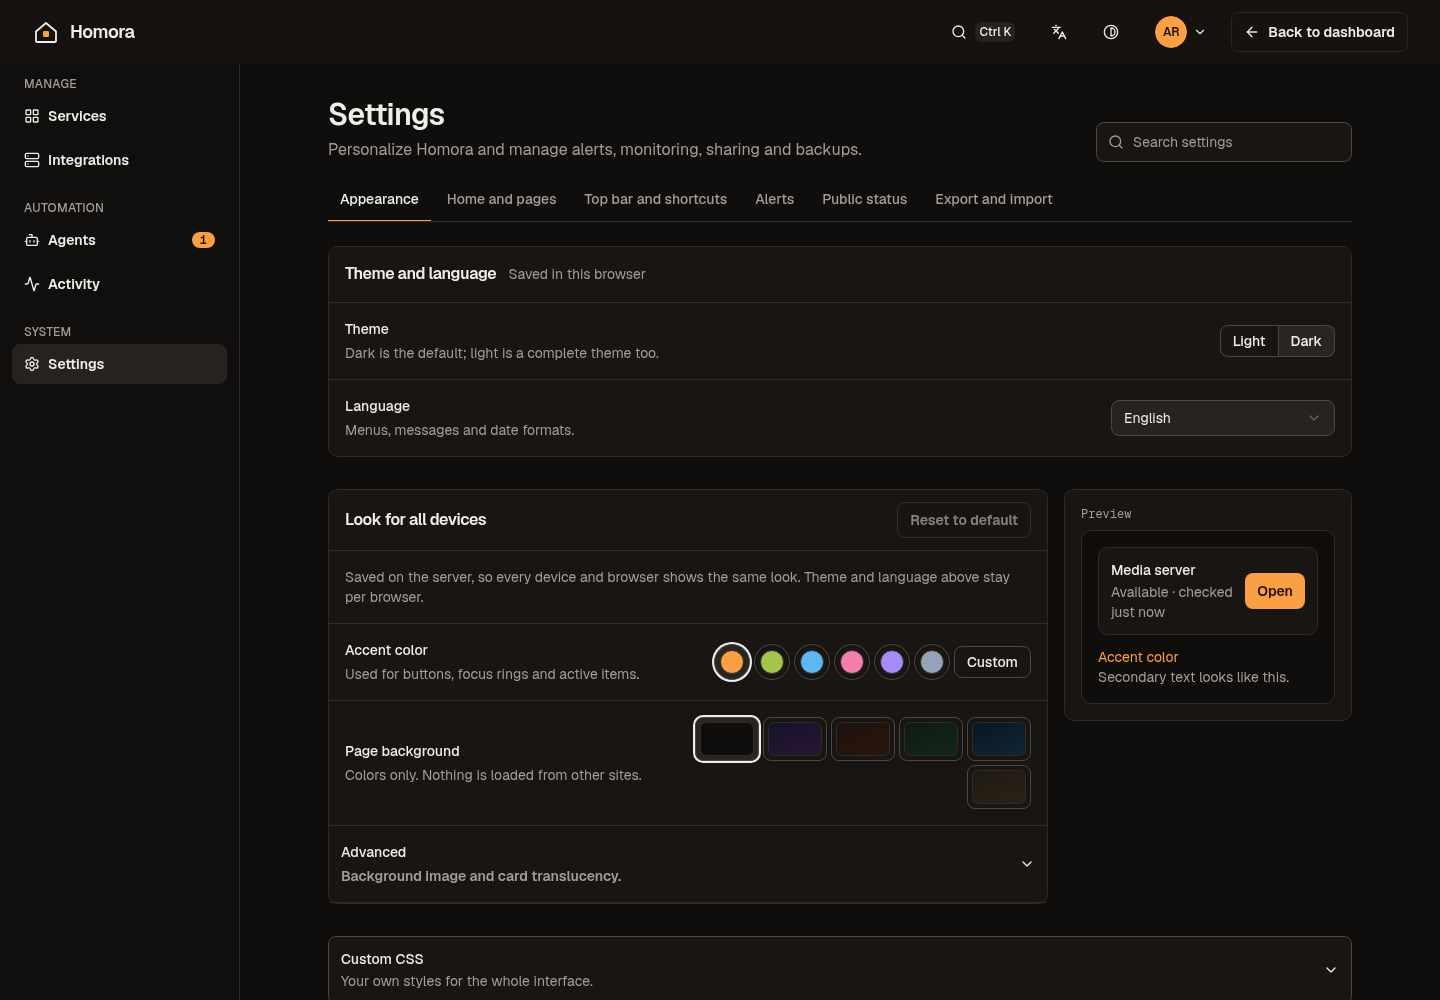 Homora
Ctrl K
AR
Back to dashboard
MANAGE
Services
Integrations
AUTOMATION
Agents
1
Activity
SYSTEM
Settings
Settings
Personalize Homora and manage alerts, monitoring, sharing and backups.
Search settings
Appearance
Home and pages
Top bar and shortcuts
Alerts
Public status
Export and import
Theme and language
Saved in this browser
Theme
Dark is the default; light is a complete theme too.
Light
Dark
Language
Menus, messages and date formats.
English
Look for all devices
Reset to default
Saved on the server, so every device and browser shows the same look. Theme and language above stay
per browser.
Accent color
Used for buttons, focus rings and active items.
Custom
Page background
Colors only. Nothing is loaded from other sites.
Advanced
Background image and card translucency.
Preview
Media server
Available · checked
just now
Open
Accent color
Secondary text looks like this.
Custom CSS
Your own styles for the whole interface.